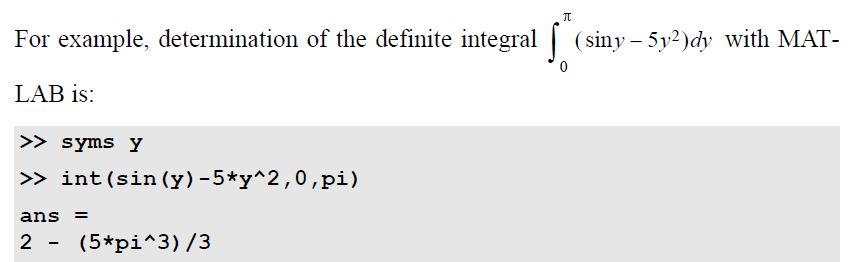 For example, determination of the definite integral ∫₀^π (siny – 5y²)dy with MAT-
LAB is:
>> syms y
>> int(sin(y)-5*y^2,0,pi)
ans =
2 - (5*pi^3)/3